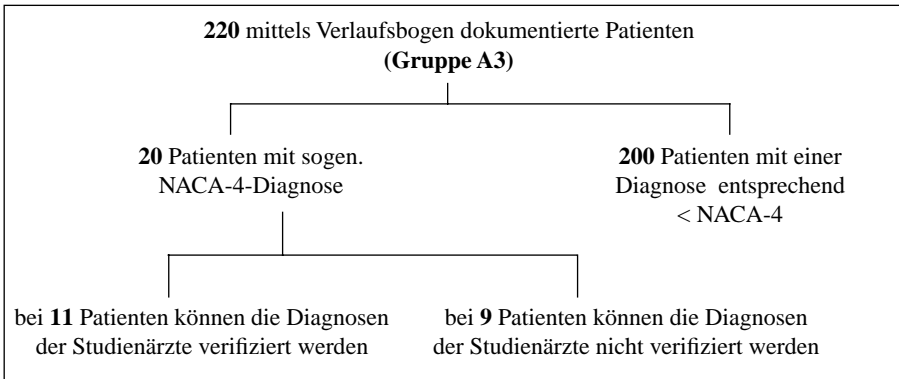 220 mittels Verlaufsbogen dokumentierte Patienten
(Gruppe A3)
20 Patienten mit sogen.
NACA-4-Diagnose
200 Patienten mit einer
Diagnose entsprechend
< NACA-4
bei 11 Patienten können die Diagnosen
der Studienärzte verifiziert werden
bei 9 Patienten können die Diagnosen
der Studienärzte nicht verifiziert werden